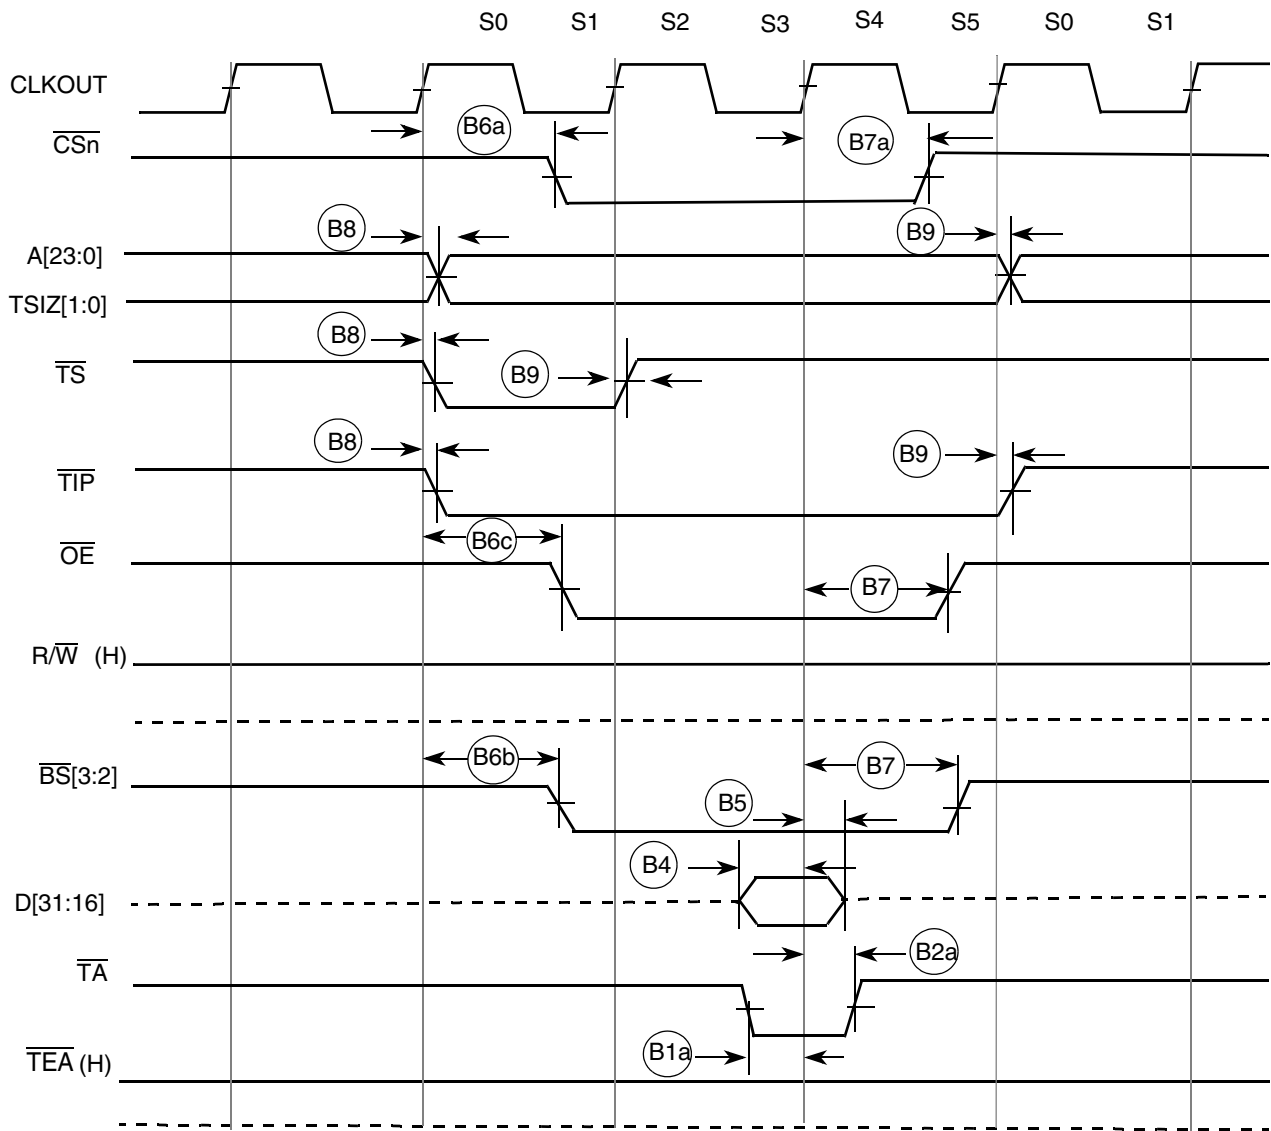 S0 S1 S2 S3 S4 S5 S0 S1
CLKOUT
B6a
B7a
CSn
B8
B9
A[23:0]
TSIZ[1:0]
B8
B9
TS
B8
B9
TIP
B6c
OE
B7
R/W (H)
B6b
B7
BS[3:2]
B5
B4
D[31:16]
B2a
TA
B1a
TEA (H)